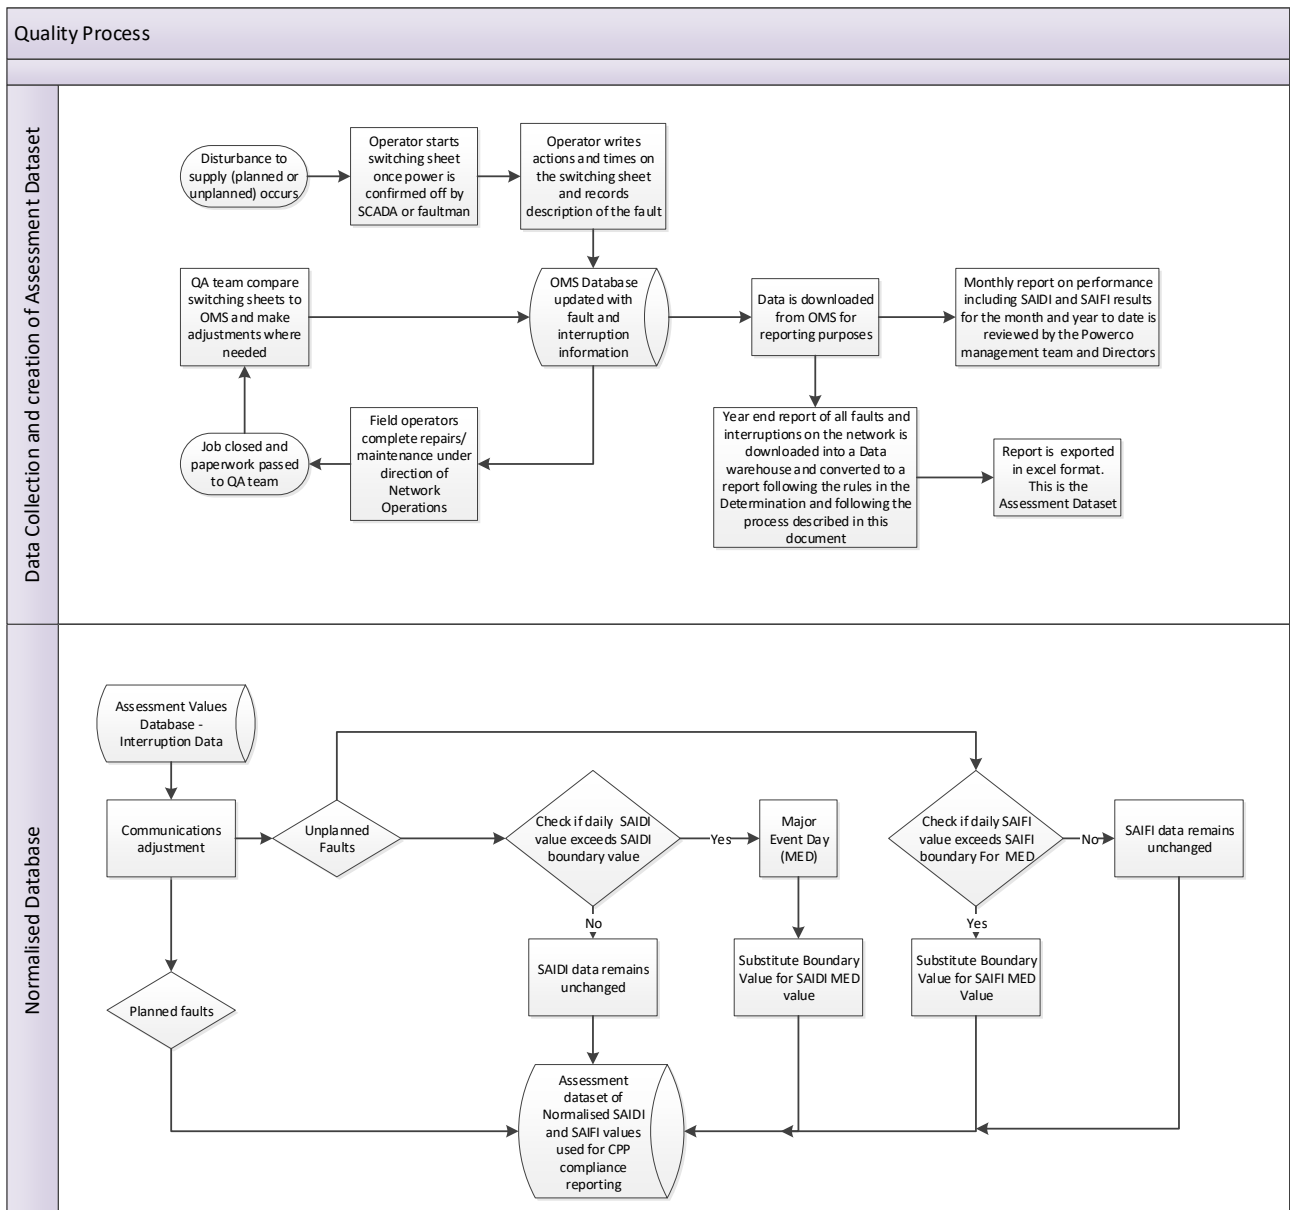 Quality Process
Data Collection and creation of Assessment Dataset
Disturbance to
supply (planned or
unplanned) occurs
Operator starts
switching sheet
once power is
confirmed off by
SCADA or faultman
Operator writes
actions and times on
the switching sheet
and records
description of the fault
QA team compare
switching sheets to
OMS and make
adjustments where
needed
OMS Database
updated with
fault and
interruption
information
Data is downloaded
from OMS for
reporting purposes
Monthly report on performance
including SAIDI and SAIFI results
for the month and year to date is
reviewed by the Powerco
management team and Directors
Job closed and
paperwork passed
to QA team
Field operators
complete repairs/
maintenance under
direction of
Network
Operations
Year end report of all faults and
interruptions on the network is
downloaded into a Data
warehouse and converted to a
report following the rules in the
Determination and following the
process described in this
document
Report is exported
in excel format.
This is the
Assessment Dataset
Normalised Database
Assessment Values
Database -
Interruption Data
Communications
adjustment
Unplanned
Faults
Check if daily SAIDI
value exceeds SAIDI
boundary value
Yes
Major
Event Day
(MED)
Check if daily SAIFI
value exceeds SAIFI
boundary For MED
No
SAIFI data remains
unchanged
No
Yes
Planned faults
SAIDI data remains
unchanged
Substitute Boundary
Value for SAIDI MED
value
Substitute Boundary
Value for SAIFI MED
Value
Assessment
dataset of
Normalised SAIDI
and SAIFI values
used for CPP
compliance
reporting